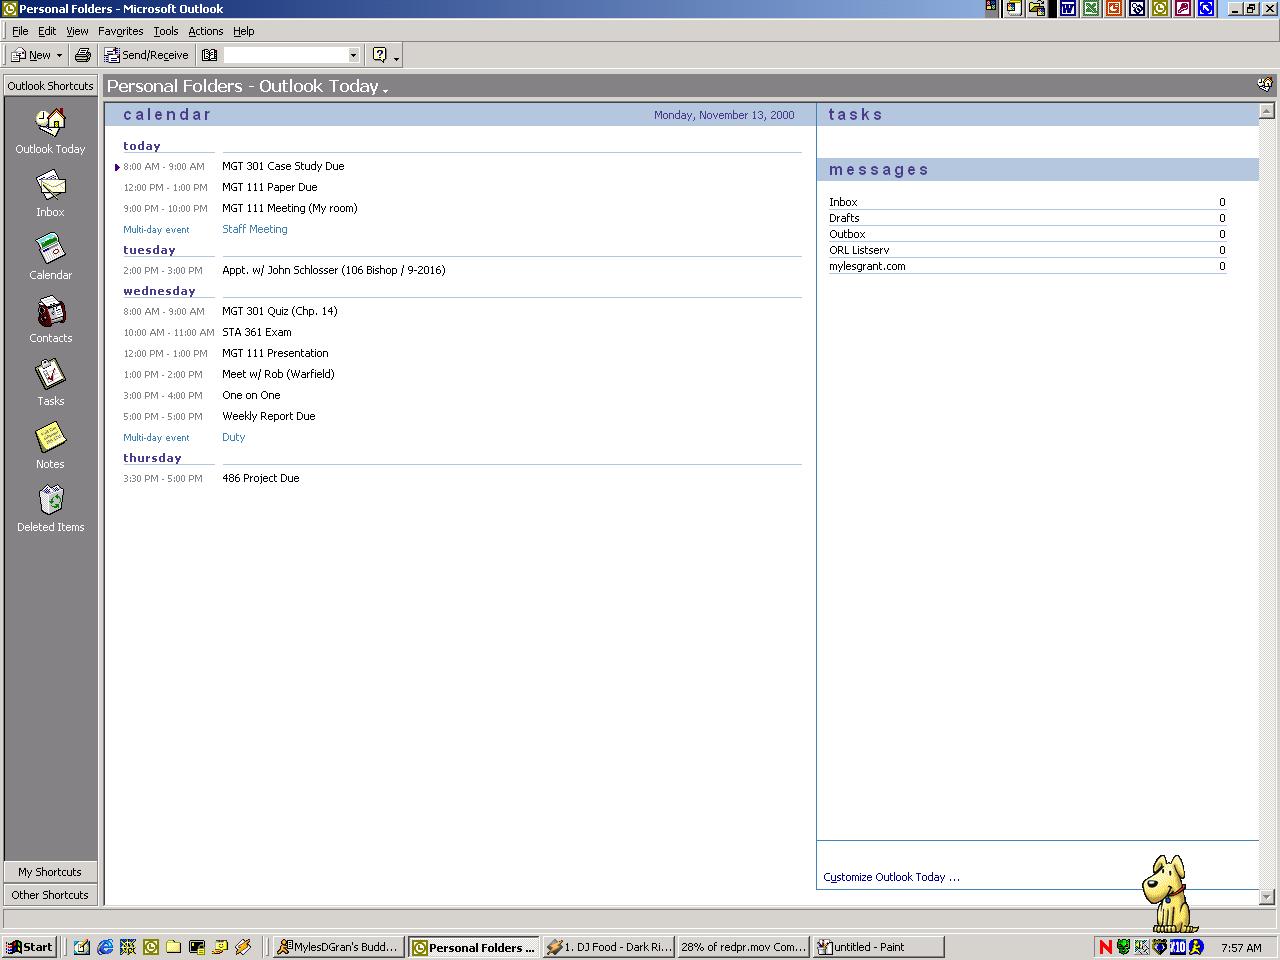 Personal Folders - Microsoft Outlook
File Edit View Favorites Tools Actions Help
New Send/Receive
Outlook Shortcuts
Personal Folders - Outlook Today
Outlook Today
Inbox
Calendar
Contacts
Tasks
Notes
Deleted Items
My Shortcuts
Other Shortcuts
calendar Monday, November 13, 2000
today
8:00 AM - 9:00 AM MGT 301 Case Study Due
12:00 PM - 1:00 PM MGT 111 Paper Due
9:00 PM - 10:00 PM MGT 111 Meeting (My room)
Multi-day event Staff Meeting
tuesday
2:00 PM - 3:00 PM Appt. w/ John Schlosser (106 Bishop / 9-2016)
wednesday
8:00 AM - 9:00 AM MGT 301 Quiz (Chp. 14)
10:00 AM - 11:00 AM STA 361 Exam
12:00 PM - 1:00 PM MGT 111 Presentation
1:00 PM - 2:00 PM Meet w/ Rob (Warfield)
3:00 PM - 4:00 PM One on One
5:00 PM - 5:00 PM Weekly Report Due
Multi-day event Duty
thursday
3:30 PM - 5:00 PM 486 Project Due
tasks
messages
Inbox 0
Drafts 0
Outbox 0
ORL Listserv 0
mylesgrant.com 0
Customize Outlook Today ...
Start MylesDGran's Budd... Personal Folders ... 1. DJ Food - Dark Ri... 28% of redpr.mov Com... untitled - Paint 7:57 AM